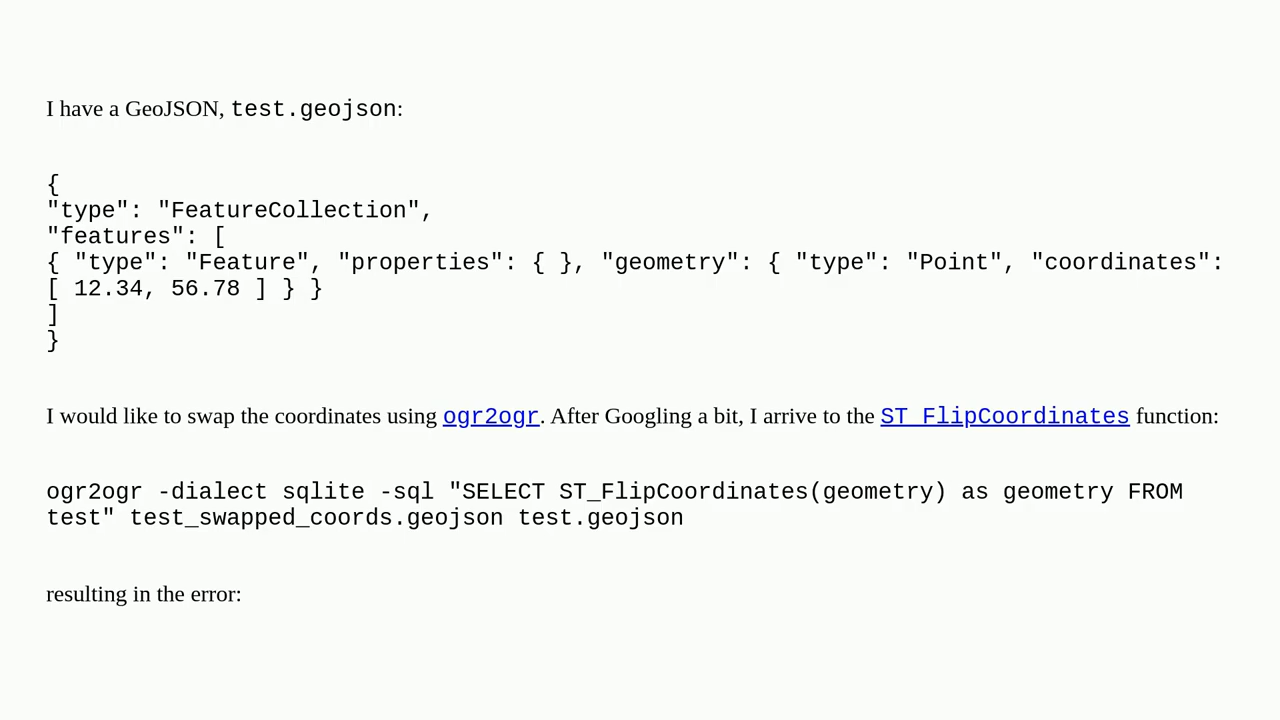 I have a GeoJSON, test.geojson:
{
"type": "FeatureCollection",
"features": [
{ "type": "Feature", "properties": { }, "geometry": { "type": "Point", "coordinates":
[ 12.34, 56.78 ] } }
]
}
I would like to swap the coordinates using ogr2ogr. After Googling a bit, I arrive to the ST_FlipCoordinates function:
ogr2ogr -dialect sqlite -sql "SELECT ST_FlipCoordinates(geometry) as geometry FROM
test" test_swapped_coords.geojson test.geojson
resulting in the error: